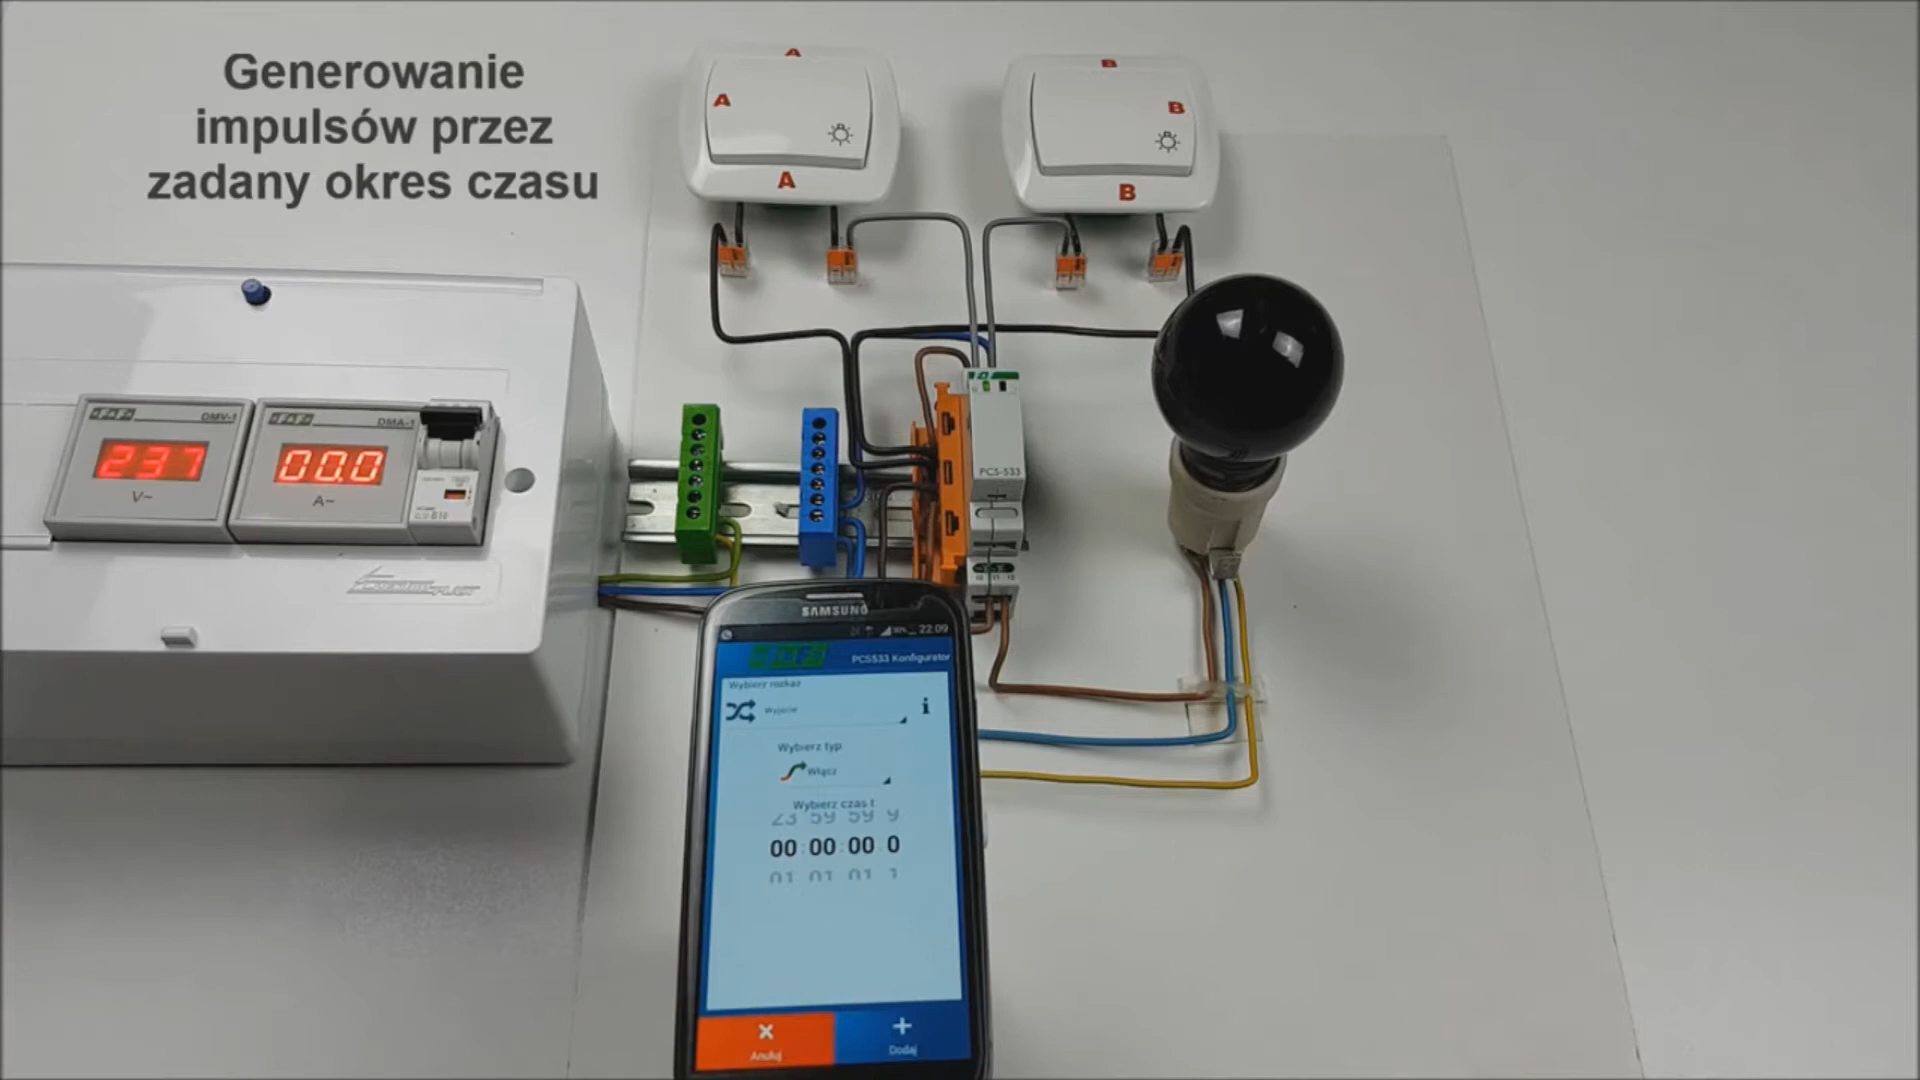 Generowanie
impulsów przez
zadany okres czasu
A
A
A
B
B
B
F&F
DMV-1
237
V~
F&F
DMA-1
00.0
A~
PCS-533
SAMSUNG
22:09
F&F
PCS533 Konfigurator
Wybierz rozkaz
Wyjście
i
Wybierz typ
Włącz
Wybierz czas t
23 59 59 9
00:00:00 0
01 01 01 1
Anuluj
Dodaj